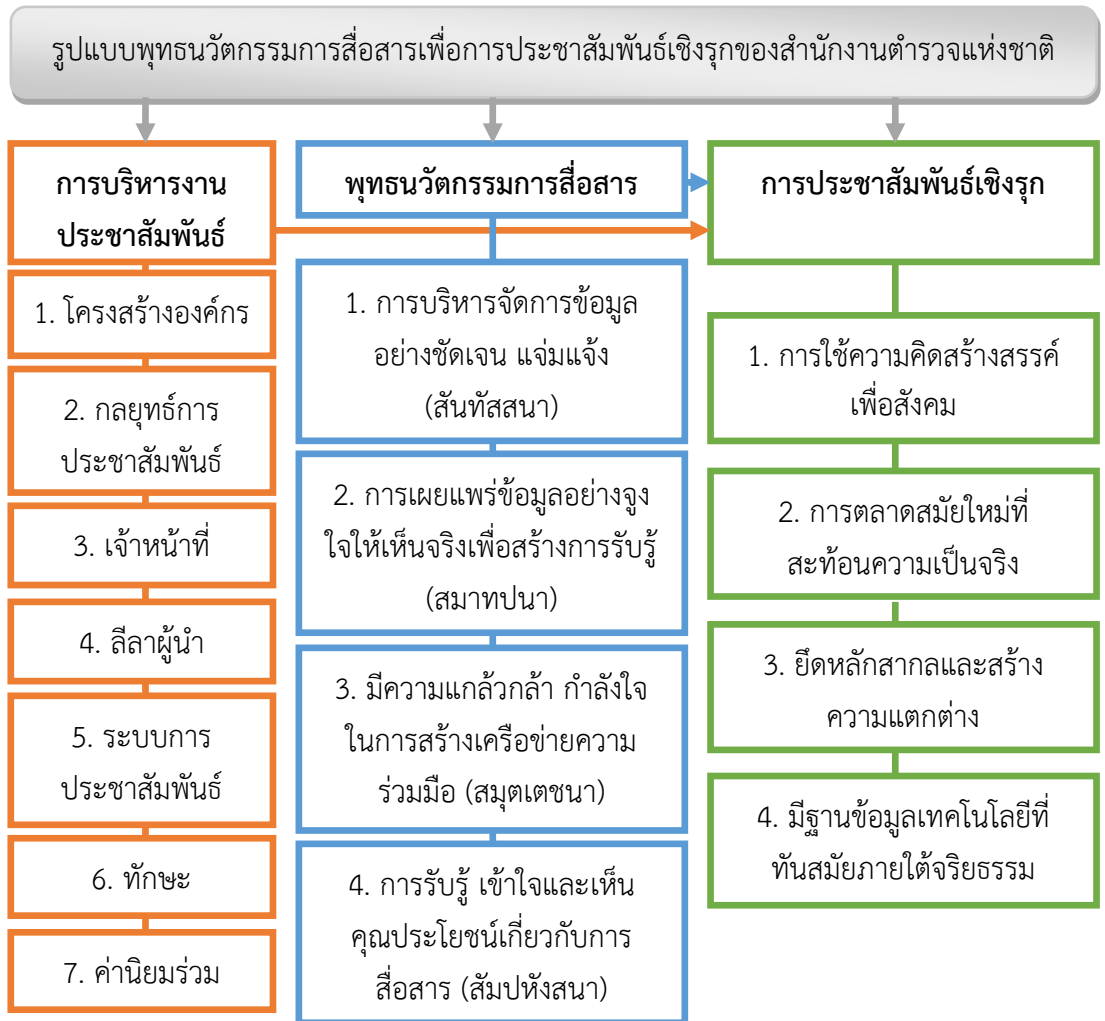 รูปแบบพุทธนวัตกรรมการสื่อสารเพื่อการประชาสัมพันธ์เชิงรุกของสำนักงานตำรวจแห่งชาติ
การบริหารงาน
ประชาสัมพันธ์
1. โครงสร้างองค์กร
2. กลยุทธ์การ
ประชาสัมพันธ์
3. เจ้าหน้าที่
4. ลีลาผู้นำ
5. ระบบการ
ประชาสัมพันธ์
6. ทักษะ
7. ค่านิยมร่วม
พุทธนวัตกรรมการสื่อสาร
1. การบริหารจัดการข้อมูล
อย่างชัดเจน แจ่มแจ้ง
(สันทัสสนา)
2. การเผยแพร่ข้อมูลอย่างจูง
ใจให้เห็นจริงเพื่อสร้างการรับรู้
(สมาทปนา)
3. มีความแกล้วกล้า กำลังใจ
ในการสร้างเครือข่ายความ
ร่วมมือ (สมุตเตชนา)
4. การรับรู้ เข้าใจและเห็น
คุณประโยชน์เกี่ยวกับการ
สื่อสาร (สัมปหังสนา)
การประชาสัมพันธ์เชิงรุก
1. การใช้ความคิดสร้างสรรค์
เพื่อสังคม
2. การตลาดสมัยใหม่ที่
สะท้อนความเป็นจริง
3. ยึดหลักสากลและสร้าง
ความแตกต่าง
4. มีฐานข้อมูลเทคโนโลยีที่
ทันสมัยภายใต้จริยธรรม